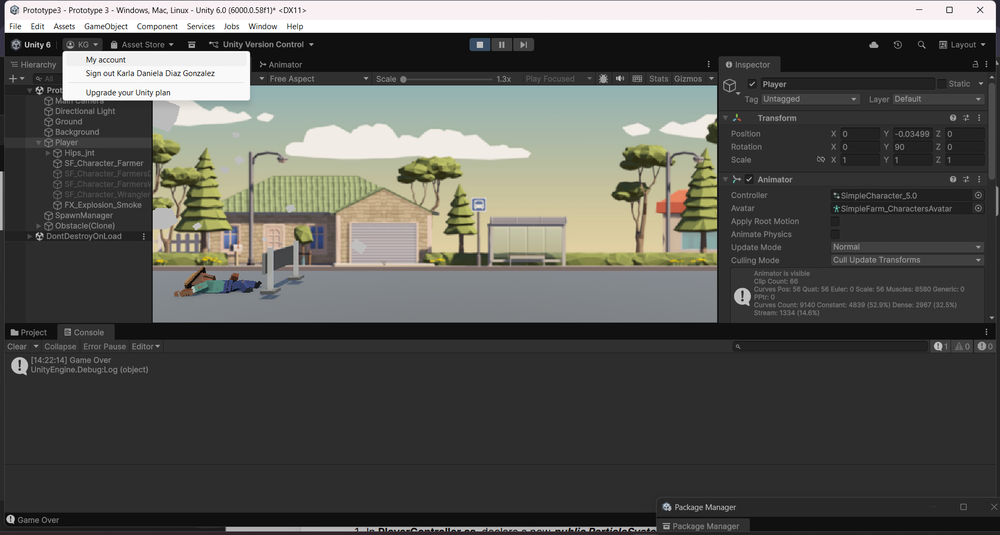 Prototype3 - Prototype 3 - Windows, Mac, Linux - Unity 6.0 (6000.0.58f1)* <DX11>
File Edit Assets GameObject Component Services Jobs Window Help
Unity 6 KG Asset Store Unity Version Control Layout
My account
Sign out Karla Daniela Diaz Gonzalez
Upgrade your Unity plan
Hierarchy
All
Prot
Main Camera
Directional Light
Ground
Background
Player
Hips_jnt
SF_Character_Farmer
SF_Character_Farmers
SF_Character_Farmers
SF_Character_Wrangler
FX_Explosion_Smoke
SpawnManager
Obstacle(Clone)
DontDestroyOnLoad
Animator
Free Aspect Scale 1.3x Play Focused Stats Gizmos
Inspector
Player Static
Tag Untagged Layer Default
Transform
Position X 0 Y -0.03499 Z 0
Rotation X 0 Y 90 Z 0
Scale X 1 Y 1 Z 1
Animator
Controller SimpleCharacter_5.0
Avatar SimpleFarm_CharactersAvatar
Apply Root Motion
Animate Physics
Update Mode Normal
Culling Mode Cull Update Transforms
Animator is visible
Clip Count: 66
Curves Pos: 56 Quat: 56 Euler: 0 Scale: 56 Muscles: 8580 Generic: 0
PPtr: 0
Curves Count: 9140 Constant: 4839 (52.9%) Dense: 2967 (32.5%)
Stream: 1334 (14.6%)
Project Console
Clear Collapse Error Pause Editor 1 0 0
[14:22:14] Game Over
UnityEngine.Debug:Log (object)
Package Manager
Game Over
Package Manager
1. In PlayerController.cs, declare a new public ParticleSyste